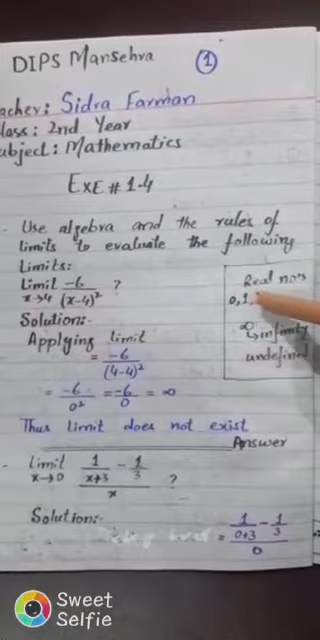 DIPS Mansehra
1
acher: Sidra Farman
lass: 2nd Year
ubject: Mathematics
Exe # 1.4
- Use algebra and the rules of
limits to evaluate the following
Limits:
Limit x→4 -6/(x-4)² ?
Real nos
0,1,
∞
↳ infinity
undefined
Solution:-
Applying limit
= -6/(4-4)²
= -6/0² = -6/0 = ∞
Thus Limit does not exist
Answer
- Limit x→0 (1/(x+3) - 1/3)/x ?
Solution:-
= (1/(0+3) - 1/3)/0
Sweet
Selfie